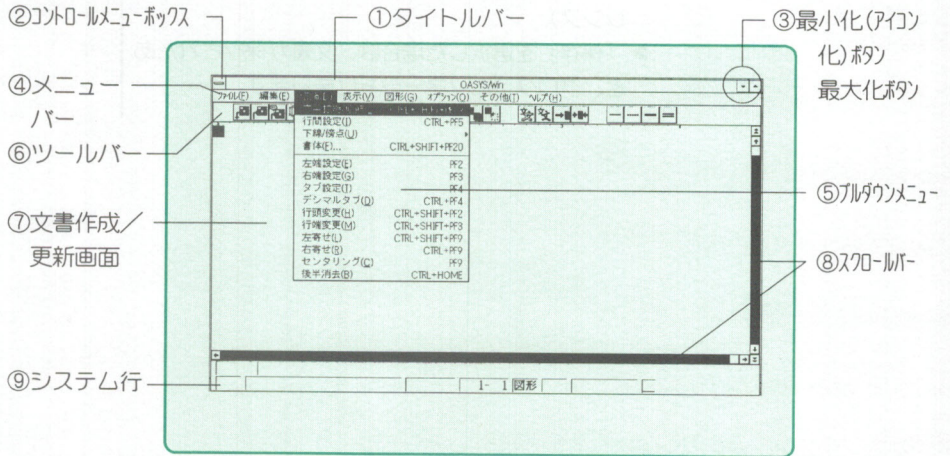 ②コントロールメニューボックス
①タイトルバー
③最小化(アイコン
化)ボタン
最大化ボタン
④メニュー
バー
⑥ツールバー
⑦文書作成/
更新画面
⑤プルダウンメニュー
⑧スクロールバー
⑨システム行
OASYS/Win
ファイル(F) 編集(E) 表示(V) 図形(G) オプション(O) その他(T) ヘルプ(H)
行間設定(I) CTRL+PF5
下線/傍点(U)
書体(F)... CTRL+SHIFT+PF20
左端設定(E) PF2
右端設定(G) PF3
タブ設定(T) PF4
デシマルタブ(D) CTRL+PF4
行頭変更(H) CTRL+SHIFT+PF2
行端変更(M) CTRL+SHIFT+PF3
左寄せ(L) CTRL+SHIFT+PF9
右寄せ(R) CTRL+PF9
センタリング(C) PF9
後半消去(B) CTRL+HOME
1- 1 図形